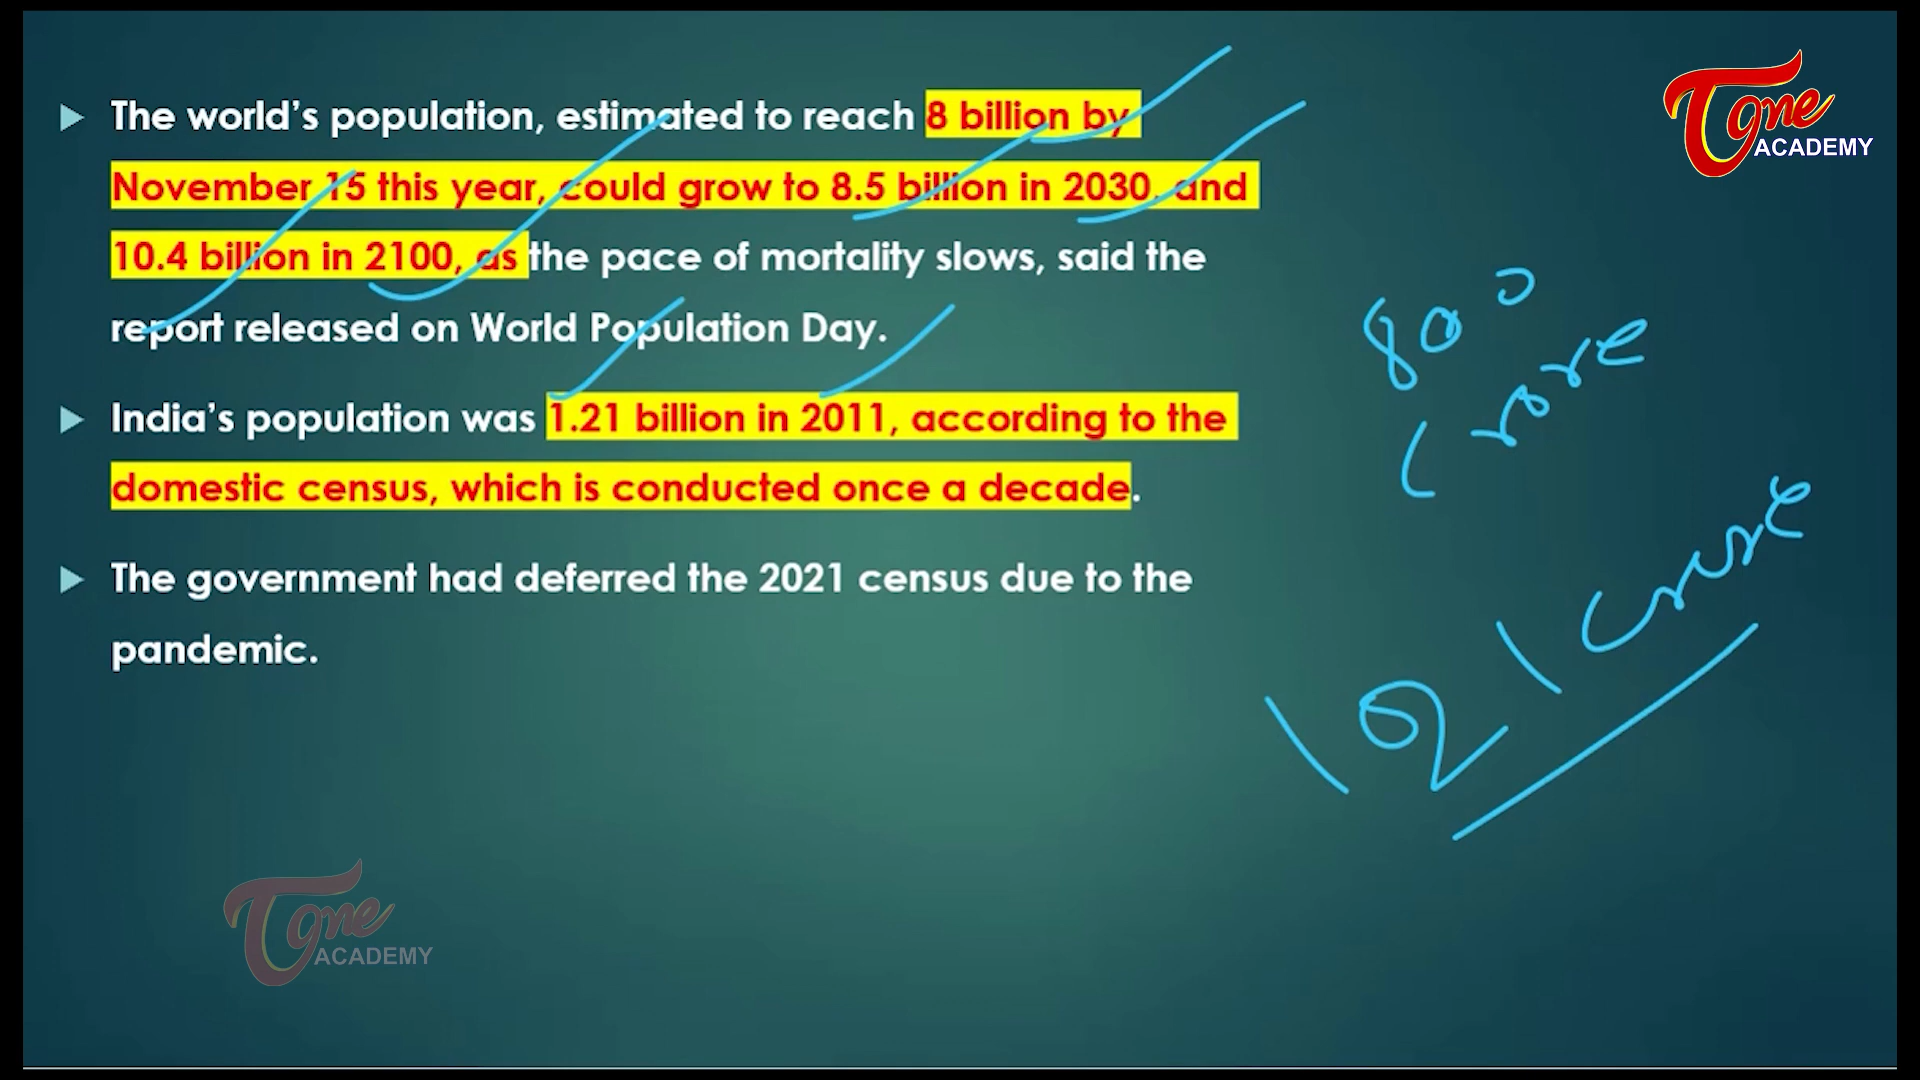 The world’s population, estimated to reach 8 billion by
November 15 this year, could grow to 8.5 billion in 2030, and
10.4 billion in 2100, as the pace of mortality slows, said the
report released on World Population Day.
India’s population was 1.21 billion in 2011, according to the
domestic census, which is conducted once a decade.
The government had deferred the 2021 census due to the
pandemic.
Tone
ACADEMY
800
crore
121 crore
Tone
ACADEMY